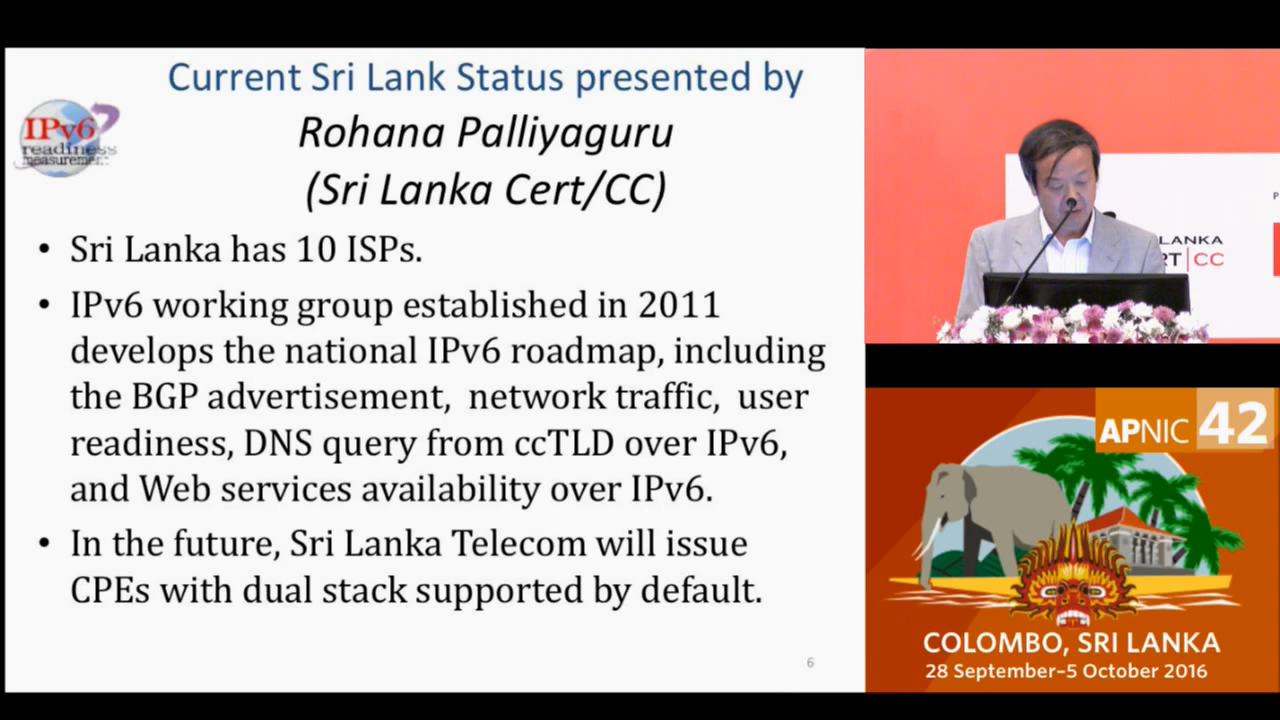 Current Sri Lank Status presented by
Rohana Palliyaguru
(Sri Lanka Cert/CC)
IPv6
readiness
measurement
• Sri Lanka has 10 ISPs.
• IPv6 working group established in 2011
develops the national IPv6 roadmap, including
the BGP advertisement, network traffic, user
readiness, DNS query from ccTLD over IPv6,
and Web services availability over IPv6.
• In the future, Sri Lanka Telecom will issue
CPEs with dual stack supported by default.
6
P
LANKA
RT|CC
APNIC 42
COLOMBO, SRI LANKA
28 September–5 October 2016